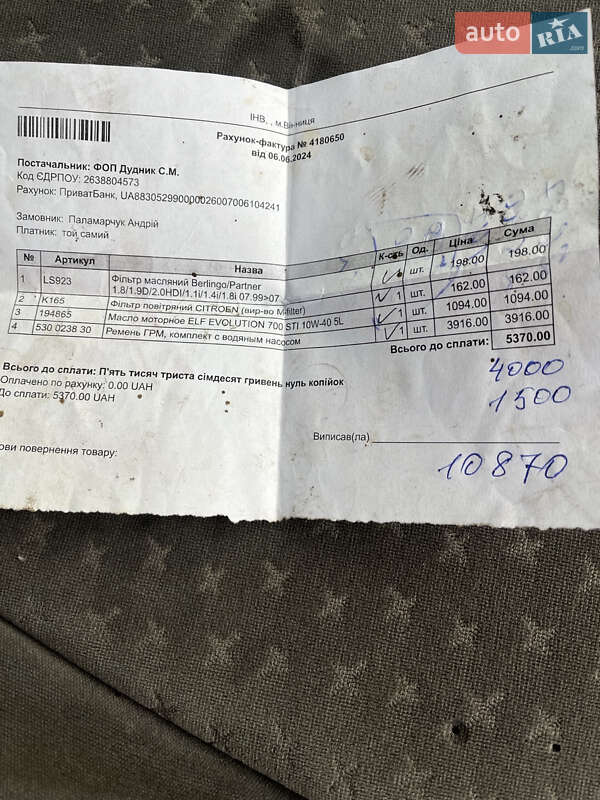 auto RIA.com
ІНВ, , м.Вінниця
Рахунок-фактура № 4180650
від 06.06.2024
Постачальник: ФОП Дудник С.М.
Код ЄДРПОУ: 2638804573
Рахунок: ПриватБанк, UA883052990000026007006104241
Замовник: Паламарчук Андрій
Платник: той самий
№ Артикул Назва К-сть Од. Ціна Сума
1 LS923 Фільтр масляний Berlingo/Partner 1.8/1.9D/2.0HDI/1.1i/1.4i/1.8i 07.99>07. шт. 198.00 198.00
2 K165 Фільтр повітряний CITROEN (вир-во M-filter) 1 шт. 162.00 162.00
3 194865 Масло моторное ELF EVOLUTION 700 STI 10W-40 5L 1 шт. 1094.00 1094.00
4 530 0238 30 Ремень ГРМ, комплект с водяным насосом 1 шт. 3916.00 3916.00
Всього до сплати: 5370.00
Всього до сплати: П'ять тисяч триста сімдесят гривень нуль копійок
Оплачено по рахунку: 0.00 UAH
До сплати: 5370.00 UAH
4000
1500
Виписав(ла)
10870
ови повернення товару: